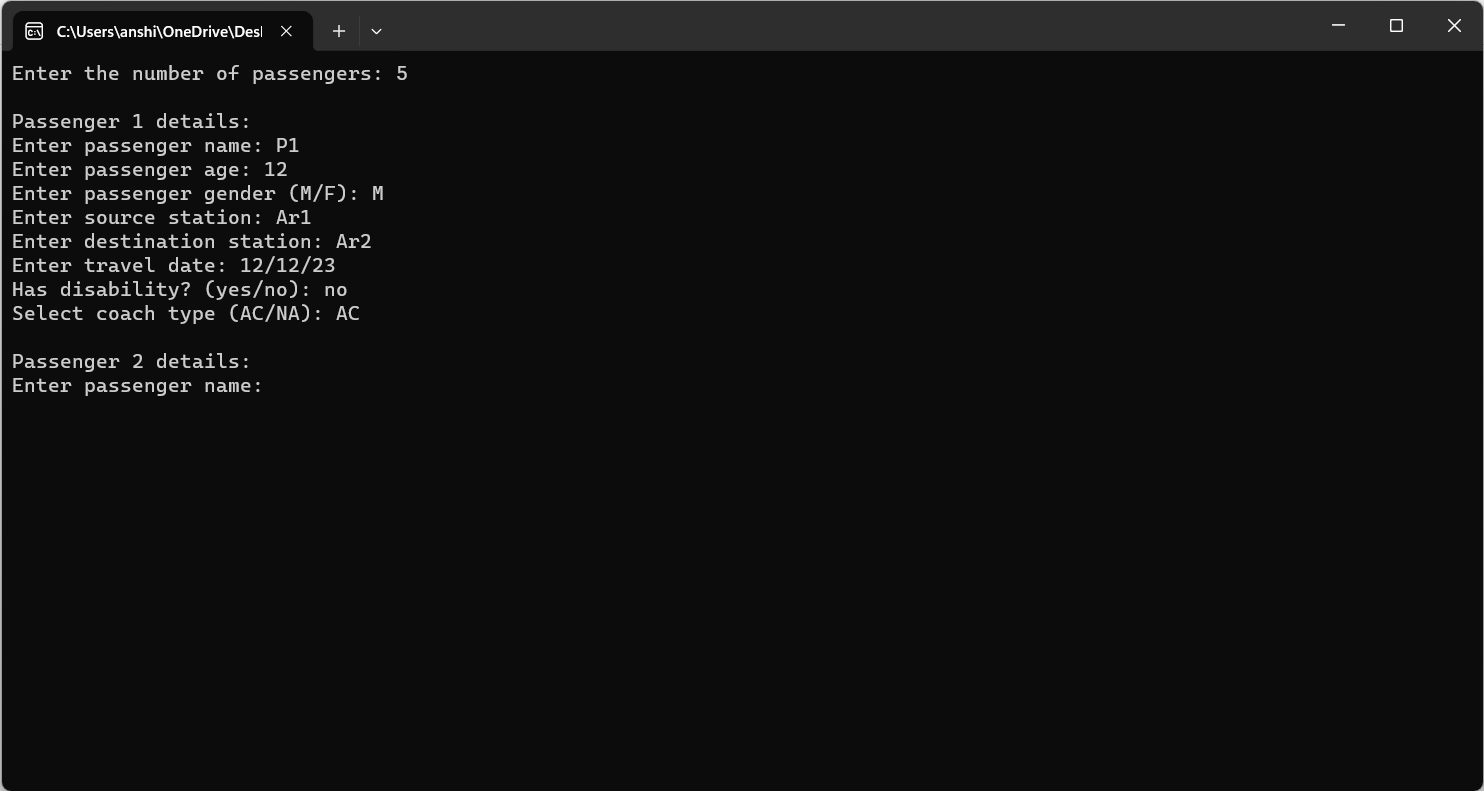 C:\Users\anshi\OneDrive\Des
Enter the number of passengers: 5
Passenger 1 details:
Enter passenger name: P1
Enter passenger age: 12
Enter passenger gender (M/F): M
Enter source station: Ar1
Enter destination station: Ar2
Enter travel date: 12/12/23
Has disability? (yes/no): no
Select coach type (AC/NA): AC
Passenger 2 details:
Enter passenger name: